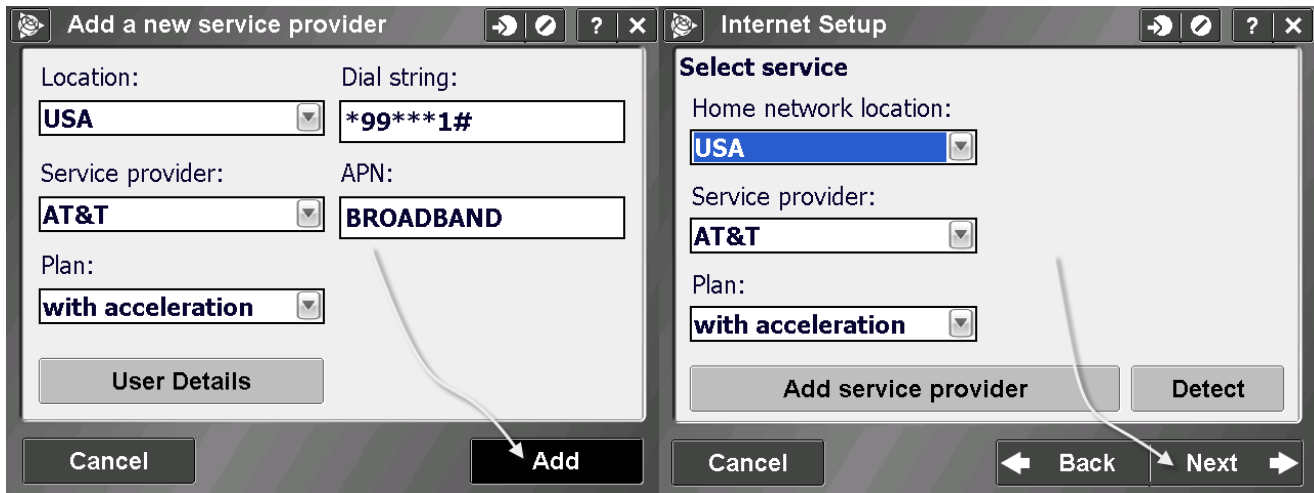 Add a new service provider
? X
Location:
Dial string:
USA
*99***1#
Service provider:
APN:
AT&T
BROADBAND
Plan:
with acceleration
User Details
Cancel
Add
Internet Setup
? X
Select service
Home network location:
USA
Service provider:
AT&T
Plan:
with acceleration
Add service provider
Detect
Cancel
Back
Next